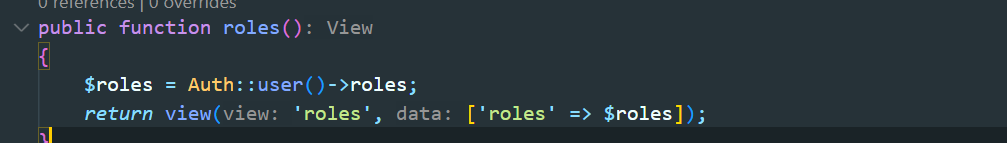 0 references | 0 overrides
public function roles(): View
{
$roles = Auth::user()->roles;
return view(view: 'roles', data: ['roles' => $roles]);
}